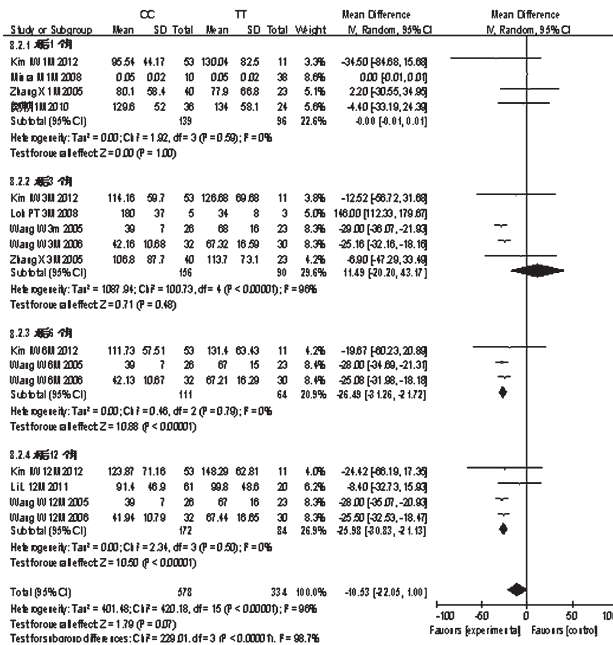 CC TT Mean Difference Mean Difference
Study or Subgroup Mean SD Total Mean SD Total Weight IV, Random, 95% CI IV, Random, 95% CI
8.2.1 1
Kim IW 1M 2012 95.54 44.17 53 130.04 82.5 11 3.3% -34.50 [-84.68, 15.68]
1M 2008 0.05 0.02 10 0.05 0.02 38 0.00 [-0.01, 0.01]
Zhang X 1M 2005 80.1 58.4 40 77.9 66.8 23 2.20 [-30.55, 34.95]
1M 2010 129.6 52 36 134 58.1 24 -4.40 [-33.19, 24.39]
Subtotal (95% CI) 139 96 22.6% -0.00 [-0.01, 0.01]
Heterogeneity: Tau² = 0.00; Chi² = 1.92, df = 3 (P = 0.59); I² = 0%
Test for overall effect: Z = 0.00 (P = 1.00)
8.2.2 3
Kim IW 3M 2012 114.16 59.7 53 126.68 69.68 11 3.8% -12.52 [-56.72, 31.68]
Lok PT 3M 2008 180 37 5 34 8 3 5.0% 146.00 [112.33, 179.67]
Wang W 3m 2005 39 7 26 68 16 23 8.3% -29.00 [-36.07, -21.93]
Wang W 3M 2006 42.16 10.68 32 67.32 16.59 30 8.3% -25.16 [-32.16, -18.16]
Zhang X 3M 2005 106.8 87.7 40 113.7 73.1 23 -6.90 [-47.29, 33.49]
Subtotal (95% CI) 156 90 29.6% 11.49 [-20.20, 43.17]
Heterogeneity: Tau² = 1087.94; Chi² = 100.73, df = 4 (P < 0.00001); I² = 96%
Test for overall effect: Z = 0.71 (P = 0.48)
8.2.3 6
Kim IW 6M 2012 111.73 57.51 53 131.4 63.43 11 4.2% -19.67 [-60.23, 20.89]
Wang W 6M 2005 39 7 26 67 15 23 8.4% -28.00 [-34.69, -21.31]
Wang W 6M 2006 42.13 10.67 32 67.21 16.29 30 8.4% -25.08 [-31.98, -18.18]
Subtotal (95% CI) 111 64 20.9% -26.49 [-31.26, -21.72]
Heterogeneity: Tau² = 0.00; Chi² = 0.46, df = 2 (P = 0.79); I² = 0%
Test for overall effect: Z = 10.88 (P < 0.00001)
8.2.4 12
Kim IW 12M 2012 123.87 71.16 53 148.29 62.81 11 4.0% -24.42 [-66.19, 17.35]
Li L 12M 2011 91.4 46.9 61 99.8 48.6 20 -8.40 [-32.73, 15.93]
Wang W 12M 2005 39 7 26 67 16 23 8.3% -28.00 [-35.07, -20.93]
Wang W 12M 2006 41.94 10.79 32 67.44 16.65 30 8.3% -25.50 [-32.53, -18.47]
Subtotal (95% CI) 172 84 26.9% -25.98 [-30.83, -21.13]
Heterogeneity: Tau² = 0.00; Chi² = 2.34, df = 3 (P = 0.50); I² = 0%
Test for overall effect: Z = 10.50 (P < 0.00001)
Total (95% CI) 578 334 100.0% -10.53 [-22.05, 1.00]
Heterogeneity: Tau² = 401.48; Chi² = 420.18, df = 15 (P < 0.00001); I² = 96%
Test for overall effect: Z = 1.79 (P = 0.07)
Test for subgroup differences: Chi² = 229.01, df = 3 (P < 0.00001), I² = 98.7%
-100 -50 0 50 100
Favours [experimental] Favours [control]